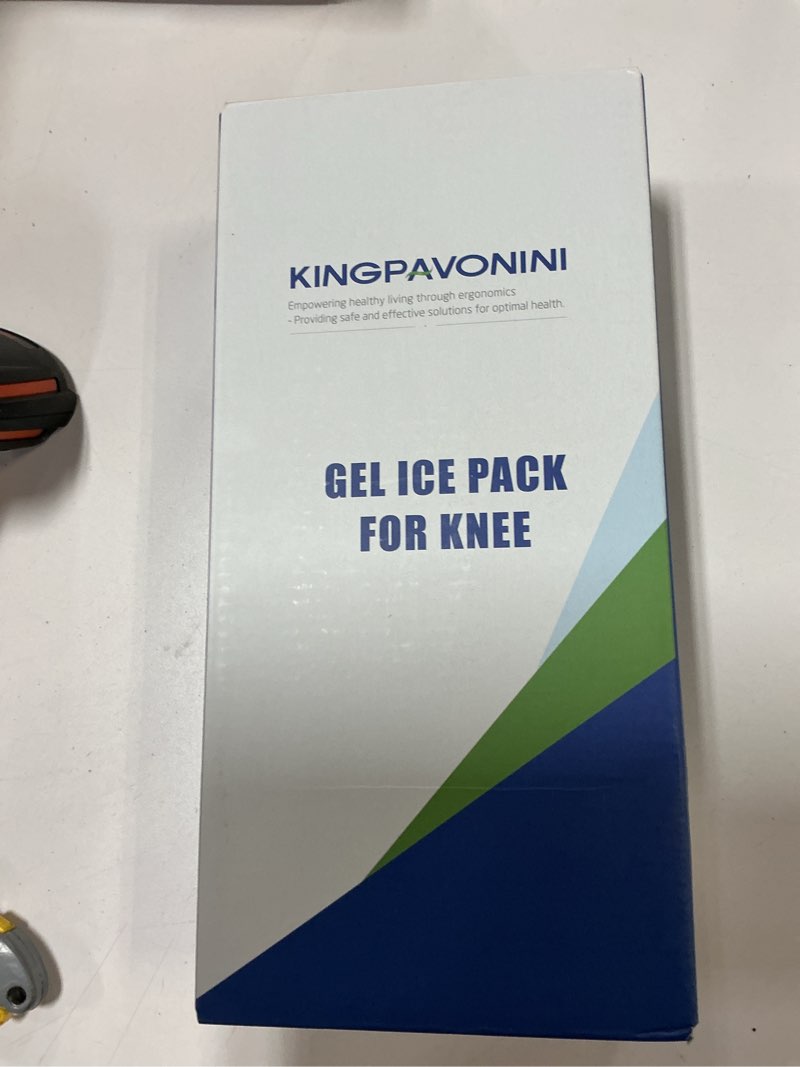 KINGPAVONINI
Empowering healthy living through ergonomics
- Providing safe and effective solutions for optimal health.
GEL ICE PACK
FOR KNEE